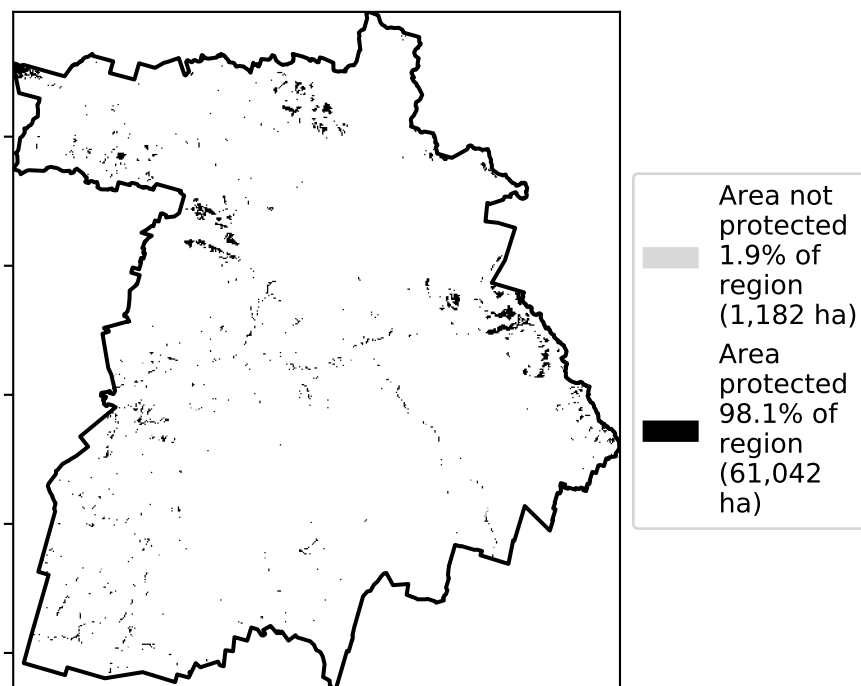 Area not
protected
1.9% of
region
(1,182 ha)
Area
protected
98.1% of
region
(61,042
ha)